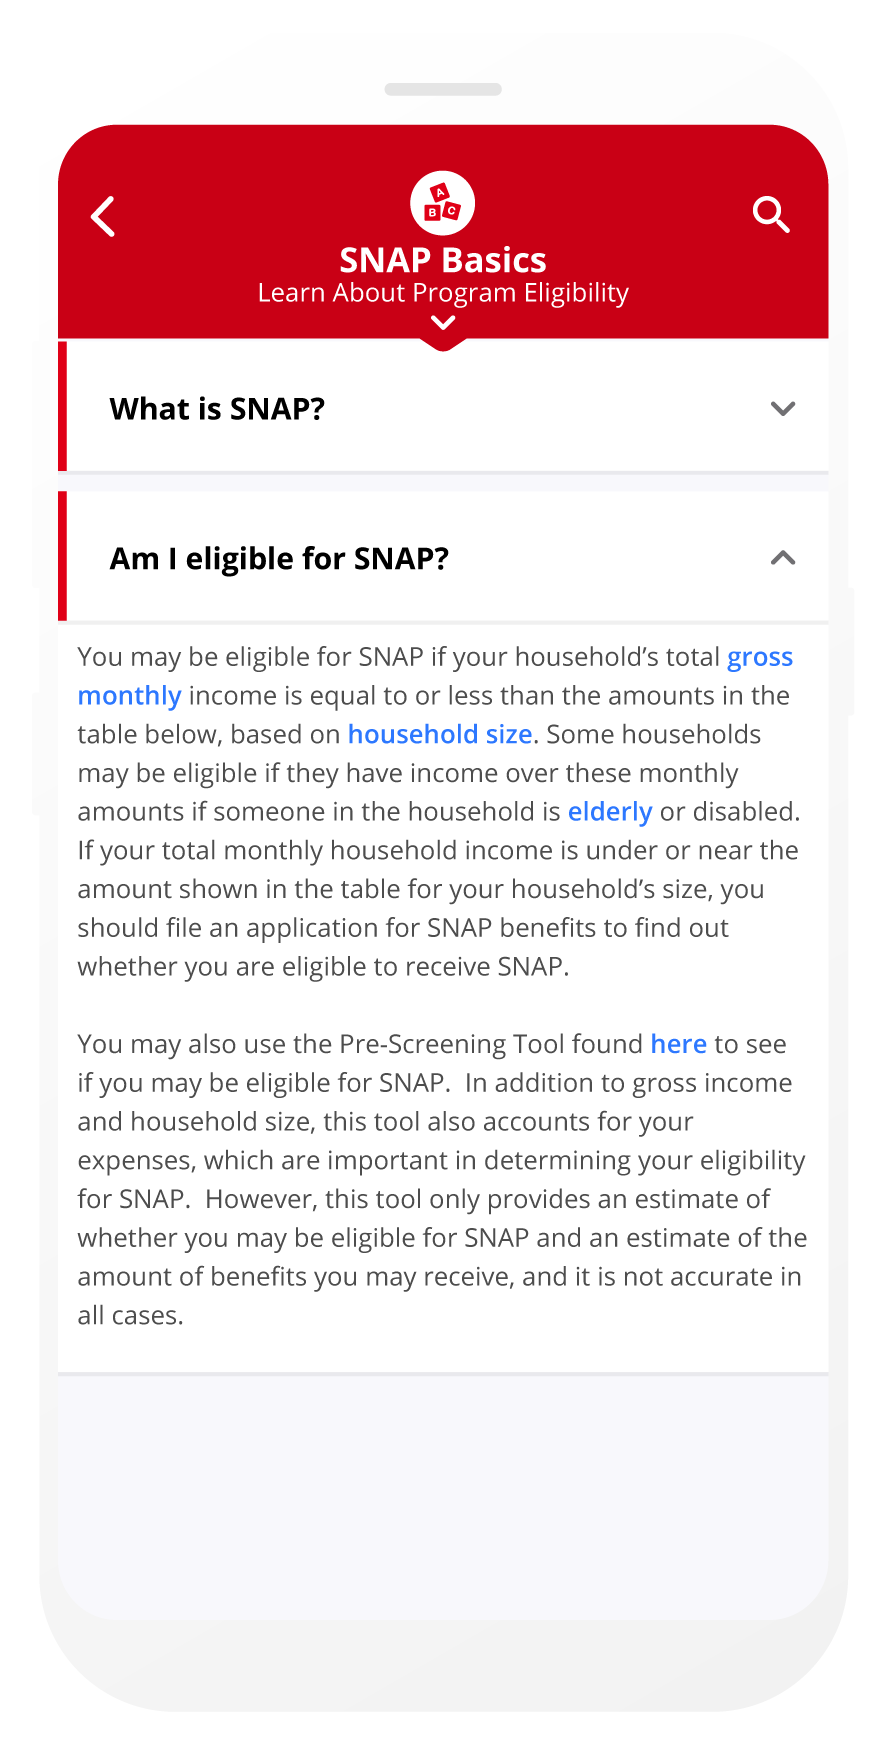 A
B C
SNAP Basics
Learn About Program Eligibility
What is SNAP?
Am I eligible for SNAP?
You may be eligible for SNAP if your household’s total gross
monthly income is equal to or less than the amounts in the
table below, based on household size. Some households
may be eligible if they have income over these monthly
amounts if someone in the household is elderly or disabled.
If your total monthly household income is under or near the
amount shown in the table for your household’s size, you
should file an application for SNAP benefits to find out
whether you are eligible to receive SNAP.
You may also use the Pre-Screening Tool found here to see
if you may be eligible for SNAP.  In addition to gross income
and household size, this tool also accounts for your
expenses, which are important in determining your eligibility
for SNAP.  However, this tool only provides an estimate of
whether you may be eligible for SNAP and an estimate of the
amount of benefits you may receive, and it is not accurate in
all cases.